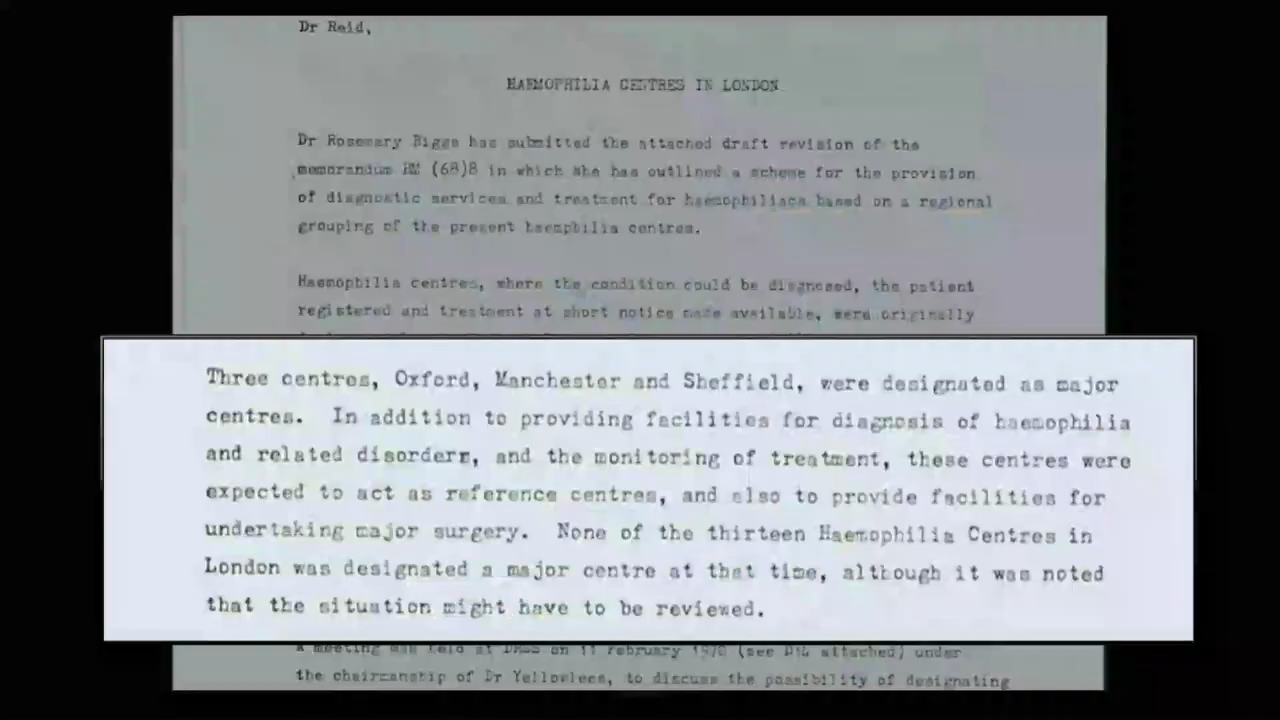 Dr Reid,
HAEMOPHILIA CENTRES IN LONDON
Dr Rosemary Biggs has submitted the attached draft revision of the
memorandum HM (68)8 in which she has outlined a scheme for the provision
of diagnostic services and treatment for haemophiliacs based on a regional
grouping of the present haemophilia centres.
Haemophilia centres, where the condition could be diagnosed, the patient
registered and treatment at short notice made available, were originally
Three centres, Oxford, Manchester and Sheffield, were designated as major
centres. In addition to providing facilities for diagnosis of haemophilia
and related disorders, and the monitoring of treatment, these centres were
expected to act as reference centres, and also to provide facilities for
undertaking major surgery. None of the thirteen Haemophilia Centres in
London was designated a major centre at that time, although it was noted
that the situation might have to be reviewed.
A meeting was held at DHSS on 11 February (see attached) under
the chairmanship of Dr Yellowlees, to discuss the possibility of designating